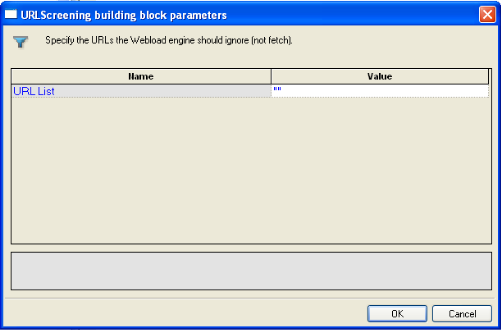 URLScreening building block parameters
Specify the URLs the Webload engine should ignore (not fetch).
Name Value
URL List ""
OK Cancel